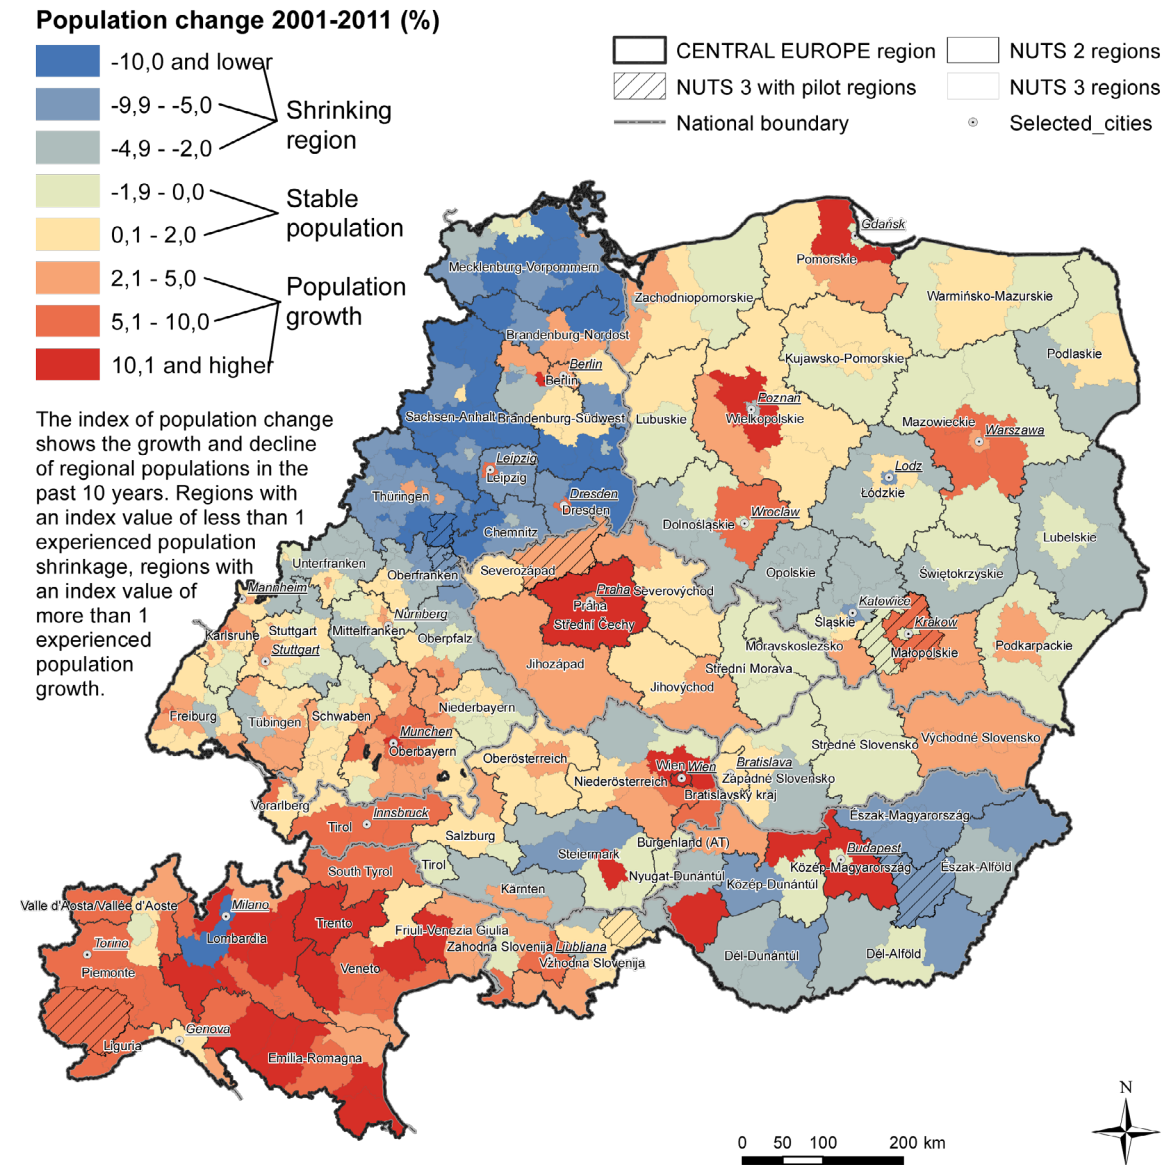 Population change 2001-2011 (%)
-10,0 and lower
-9,9 - -5,0
-4,9 - -2,0
Shrinking
region
-1,9 - 0,0
0,1 - 2,0
Stable
population
2,1 - 5,0
5,1 - 10,0
10,1 and higher
Population
growth
CENTRAL EUROPE region
NUTS 2 regions
NUTS 3 with pilot regions
NUTS 3 regions
National boundary
Selected_cities
The index of population change
shows the growth and decline
of regional populations in the
past 10 years. Regions with
an index value of less than 1
experienced population
shrinkage, regions with
an index value of
more than 1
experienced
population
growth.
Gdańsk
Pomorskie
Mecklenburg-Vorpommern
Zachodniopomorskie
Warmińsko-Mazurskie
Brandenburg-Nordost
Kujawsko-Pomorskie
Podlaskie
Berlin
Berlin
Poznań
Sachsen-Anhalt
Brandenburg-Südwest
Lubuskie
Wielkopolskie
Mazowieckie
Warszawa
Leipzig
Leipzig
Lodz
Łódzkie
Thüringen
Dresden
Dresden
Wroclaw
Dolnośląskie
Chemnitz
Lubelskie
Unterfranken
Oberfranken
Severozápad
Opolskie
Świętokrzyskie
Mannheim
Praha
Praha
Severovýchod
Střední Čechy
Katowice
Śląskie
Krakow
Małopolskie
Nürnberg
Karlsruhe
Stuttgart
Mittelfranken
Oberpfalz
Stuttgart
Moravskoslezsko
Podkarpackie
Jihozápad
Střední Morava
Jihovýchod
Freiburg
Tübingen
Schwaben
Niederbayern
Munchen
Oberbayern
Východné Slovensko
Stredné Slovensko
Oberösterreich
Wien
Wien
Bratislava
Niederösterreich
Západné Slovensko
Bratislavský kraj
Vorarlberg
Innsbruck
Tirol
Salzburg
Burgenland (AT)
Észak-Magyarország
Budapest
Steiermark
Közép-Magyarország
Észak-Alföld
South Tyrol
Tirol
Nyugat-Dunántúl
Közép-Dunántúl
Kärnten
Valle d'Aosta/Vallée d'Aoste
Milano
Lombardia
Trento
Friuli-Venezia Giulia
Torino
Piemonte
Veneto
Zahodna Slovenija
Ljubljana
Vzhodna Slovenija
Dél-Dunántúl
Dél-Alföld
Genova
Liguria
Emilia-Romagna
N
0 50 100 200 km